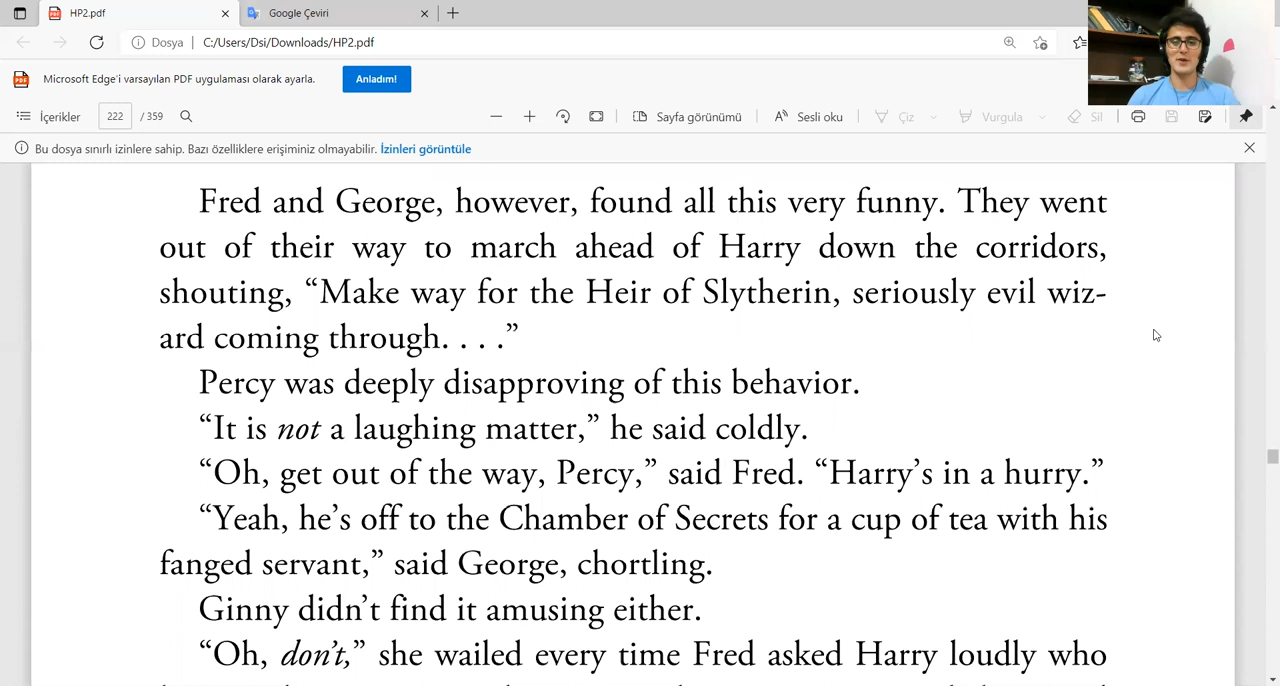 HP2.pdf
Google Çeviri
Dosya
C:/Users/Dsi/Downloads/HP2.pdf
Microsoft Edge'i varsayılan PDF uygulaması olarak ayarla.
Anladım!
İçerikler
222 / 359
Sayfa görünümü
Sesli oku
Çiz
Vurgula
Sil
Bu dosya sınırlı izinlere sahip. Bazı özelliklere erişiminiz olmayabilir. İzinleri görüntüle
Fred and George, however, found all this very funny. They went
out of their way to march ahead of Harry down the corridors,
shouting, “Make way for the Heir of Slytherin, seriously evil wiz-
ard coming through. . . .”
Percy was deeply disapproving of this behavior.
“It is not a laughing matter,” he said coldly.
“Oh, get out of the way, Percy,” said Fred. “Harry’s in a hurry.”
“Yeah, he’s off to the Chamber of Secrets for a cup of tea with his
fanged servant,” said George, chortling.
Ginny didn’t find it amusing either.
“Oh, don’t,” she wailed every time Fred asked Harry loudly who